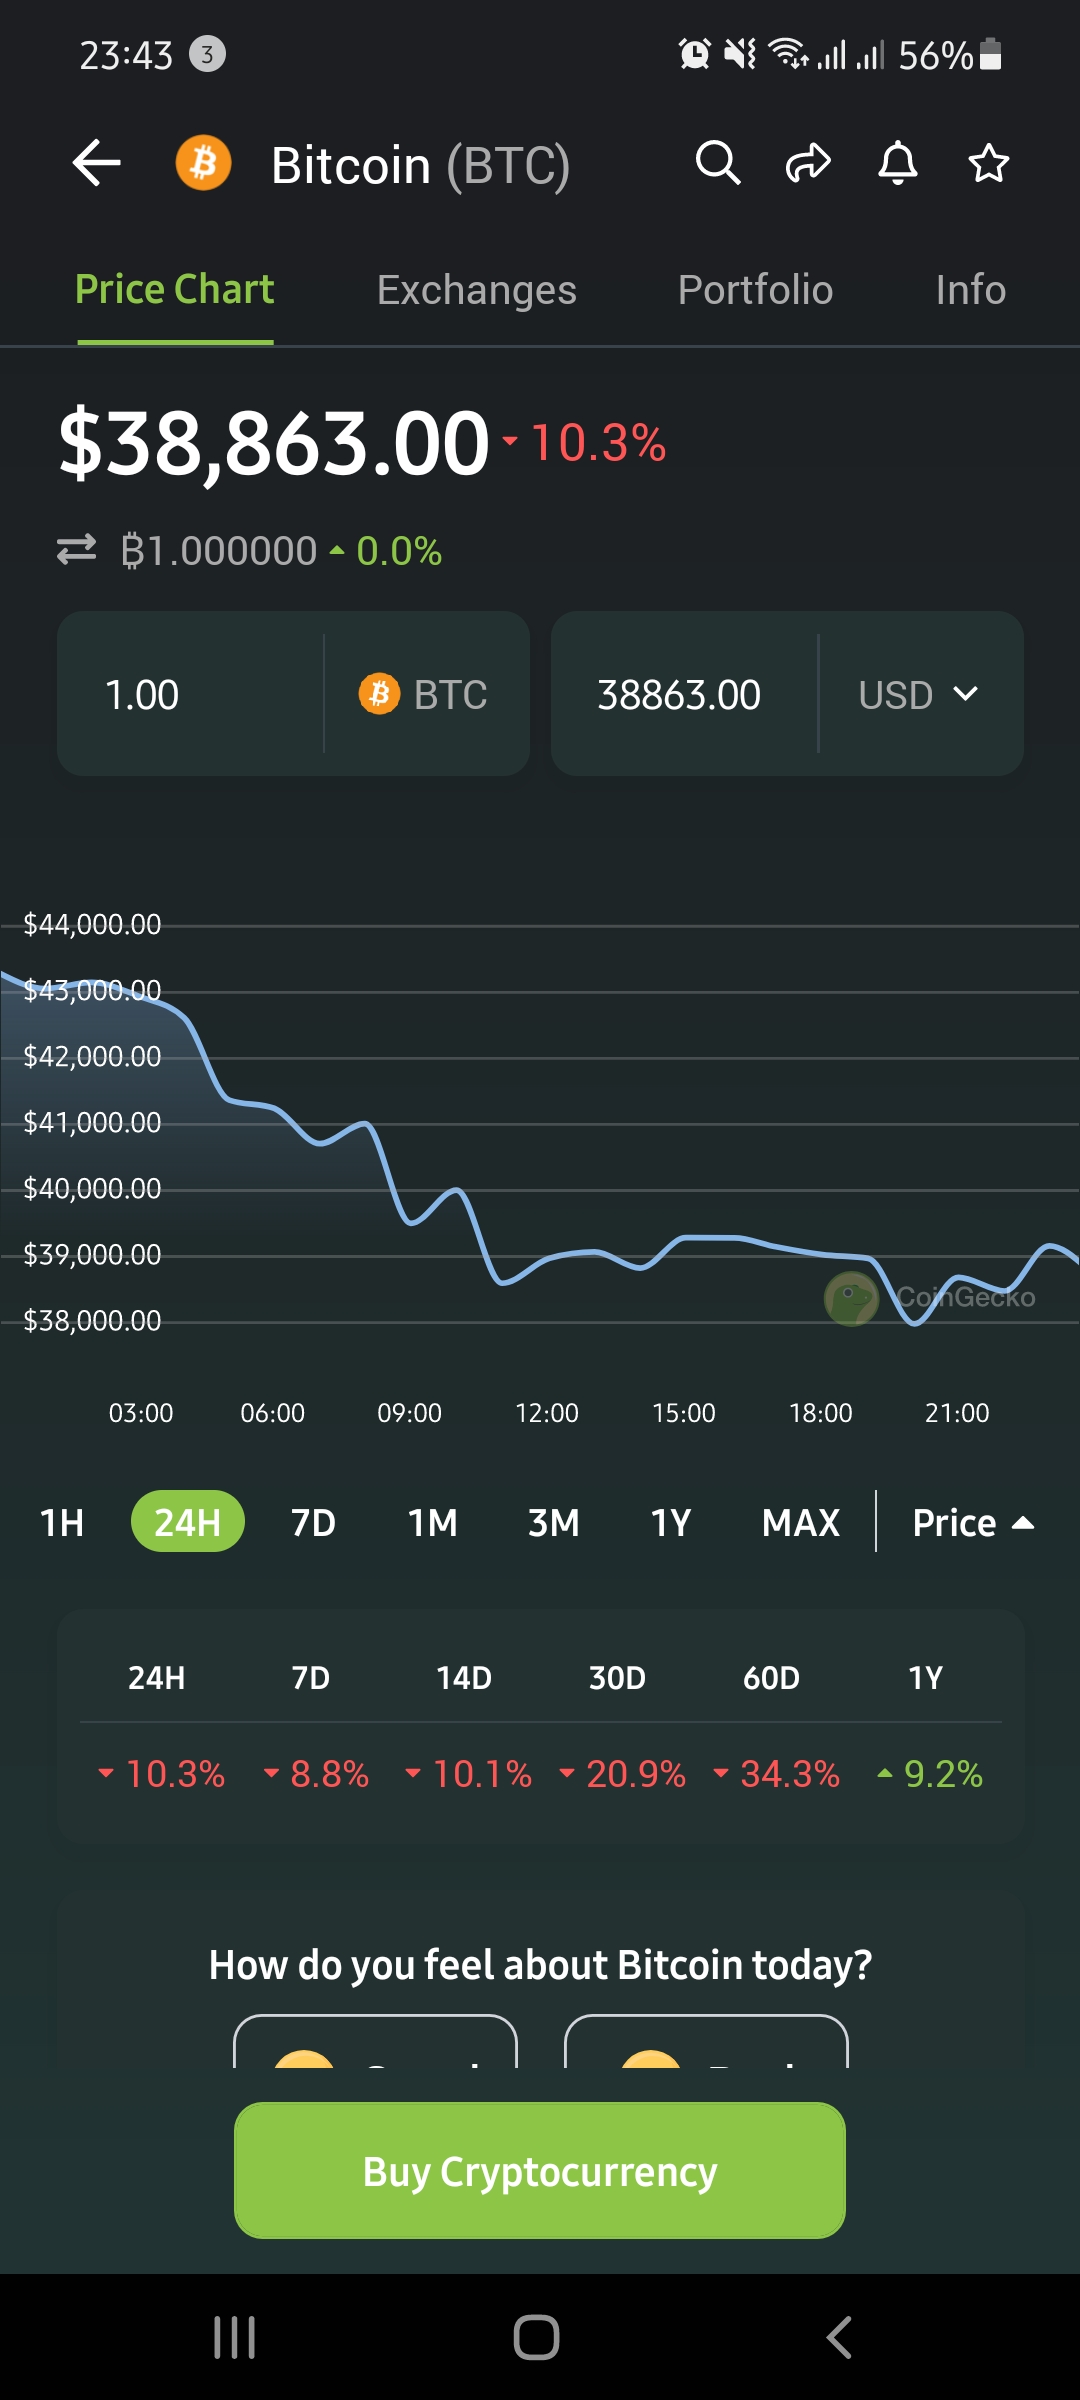 23:43 3 56%
Bitcoin (BTC)
Price Chart Exchanges Portfolio Info
$38,863.00 10.3%
₿1.000000 0.0%
1.00 BTC 38863.00 USD
$44,000.00
$43,000.00
$42,000.00
$41,000.00
$40,000.00
$39,000.00
CoinGecko
$38,000.00
03:00 06:00 09:00 12:00 15:00 18:00 21:00
1H 24H 7D 1M 3M 1Y MAX Price
24H 7D 14D 30D 60D 1Y
10.3% 8.8% 10.1% 20.9% 34.3% 9.2%
How do you feel about Bitcoin today?
Buy Cryptocurrency